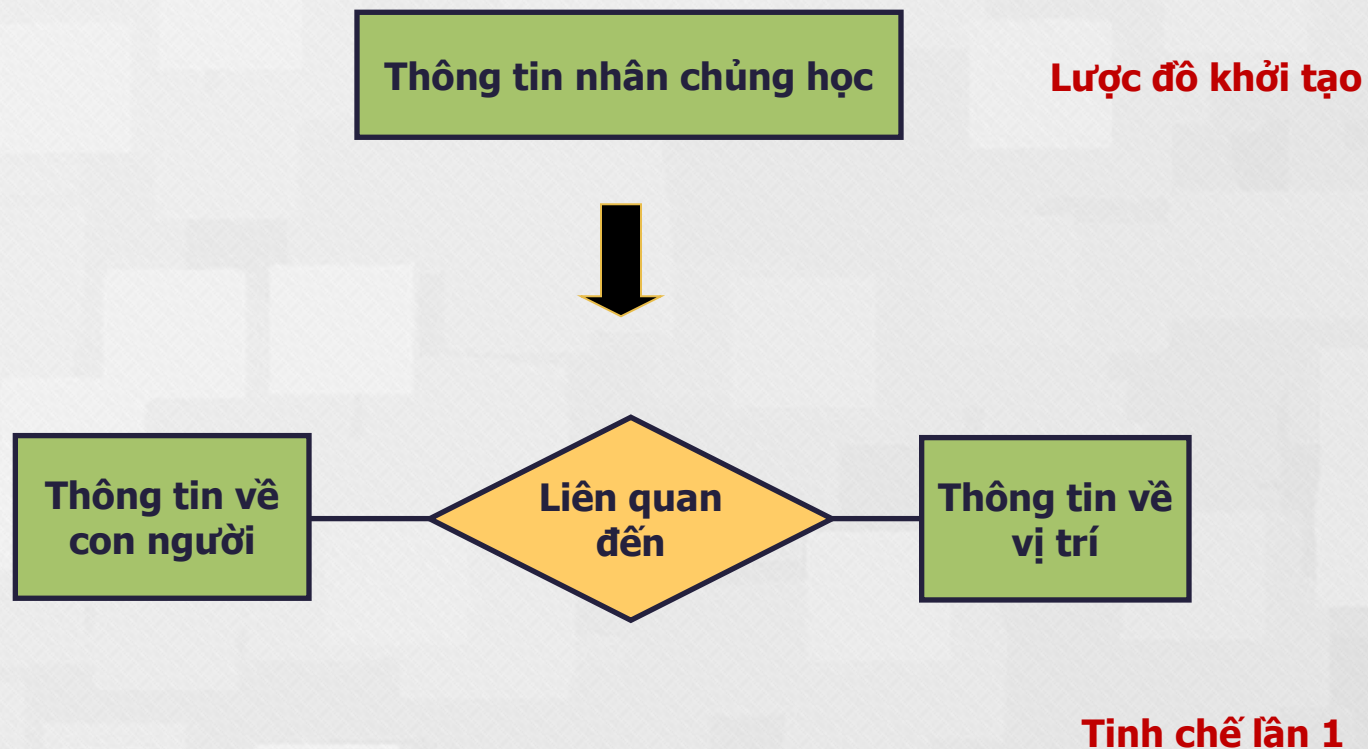 Thông tin nhân chủng học
Lược đồ khởi tạo
Thông tin về
con người
Liên quan
đến
Thông tin về
vị trí
Tinh chế lần 1